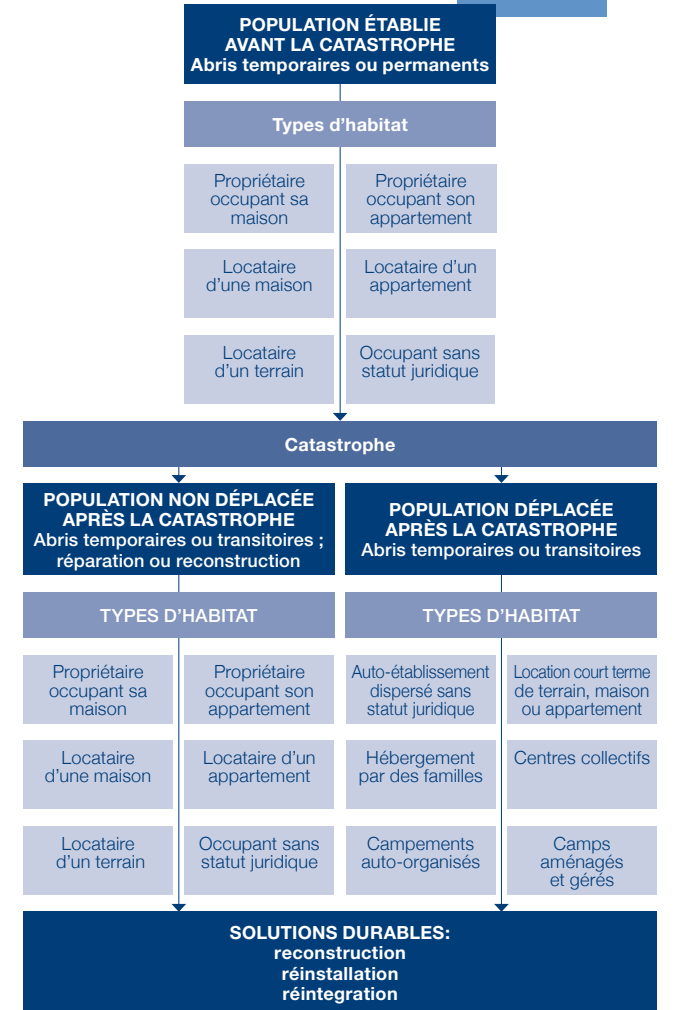 POPULATION ÉTABLIE
AVANT LA CATASTROPHE
Abris temporaires ou permanents
Types d'habitat
Propriétaire
occupant sa
maison
Propriétaire
occupant son
appartement
Locataire
d'une maison
Locataire d'un
appartement
Locataire
d'un terrain
Occupant sans
statut juridique
Catastrophe
POPULATION NON DÉPLACÉE
APRÈS LA CATASTROPHE
Abris temporaires ou transitoires ;
réparation ou reconstruction
TYPES D'HABITAT
Propriétaire
occupant sa
maison
Propriétaire
occupant son
appartement
Locataire
d'une maison
Locataire d'un
appartement
Locataire
d'un terrain
Occupant sans
statut juridique
POPULATION DÉPLACÉE
APRÈS LA CATASTROPHE
Abris temporaires ou transitoires
TYPES D'HABITAT
Auto-établissement
dispersé sans
statut juridique
Location court terme
de terrain, maison
ou appartement
Hébergement
par des familles
Centres collectifs
Campements
auto-organisés
Camps
aménagés
et gérés
SOLUTIONS DURABLES:
reconstruction
réinstallation
réintegration